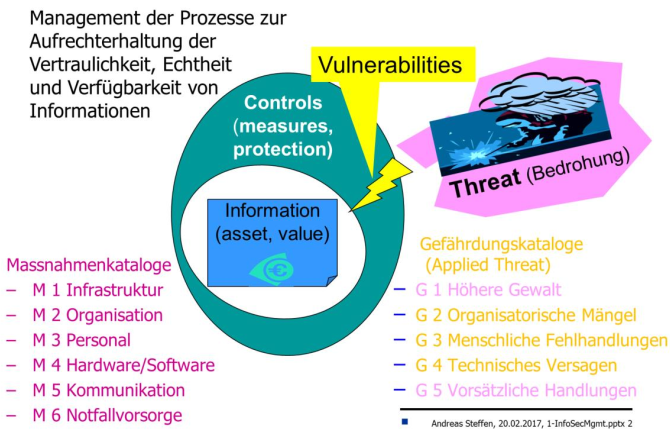 Management der Prozesse zur
Aufrechterhaltung der
Vertraulichkeit, Echtheit
und Verfügbarkeit von
Informationen
Vulnerabilities
Controls
(measures,
protection)
Threat (Bedrohung)
Information
(asset, value)
€
Massnahmenkataloge
– M 1 Infrastruktur
– M 2 Organisation
– M 3 Personal
– M 4 Hardware/Software
– M 5 Kommunikation
– M 6 Notfallvorsorge
Gefährdungskataloge
(Applied Threat)
– G 1 Höhere Gewalt
– G 2 Organisatorische Mängel
– G 3 Menschliche Fehlhandlungen
– G 4 Technisches Versagen
– G 5 Vorsätzliche Handlungen
Andreas Steffen, 20.02.2017, 1-InfoSecMgmt.pptx 2